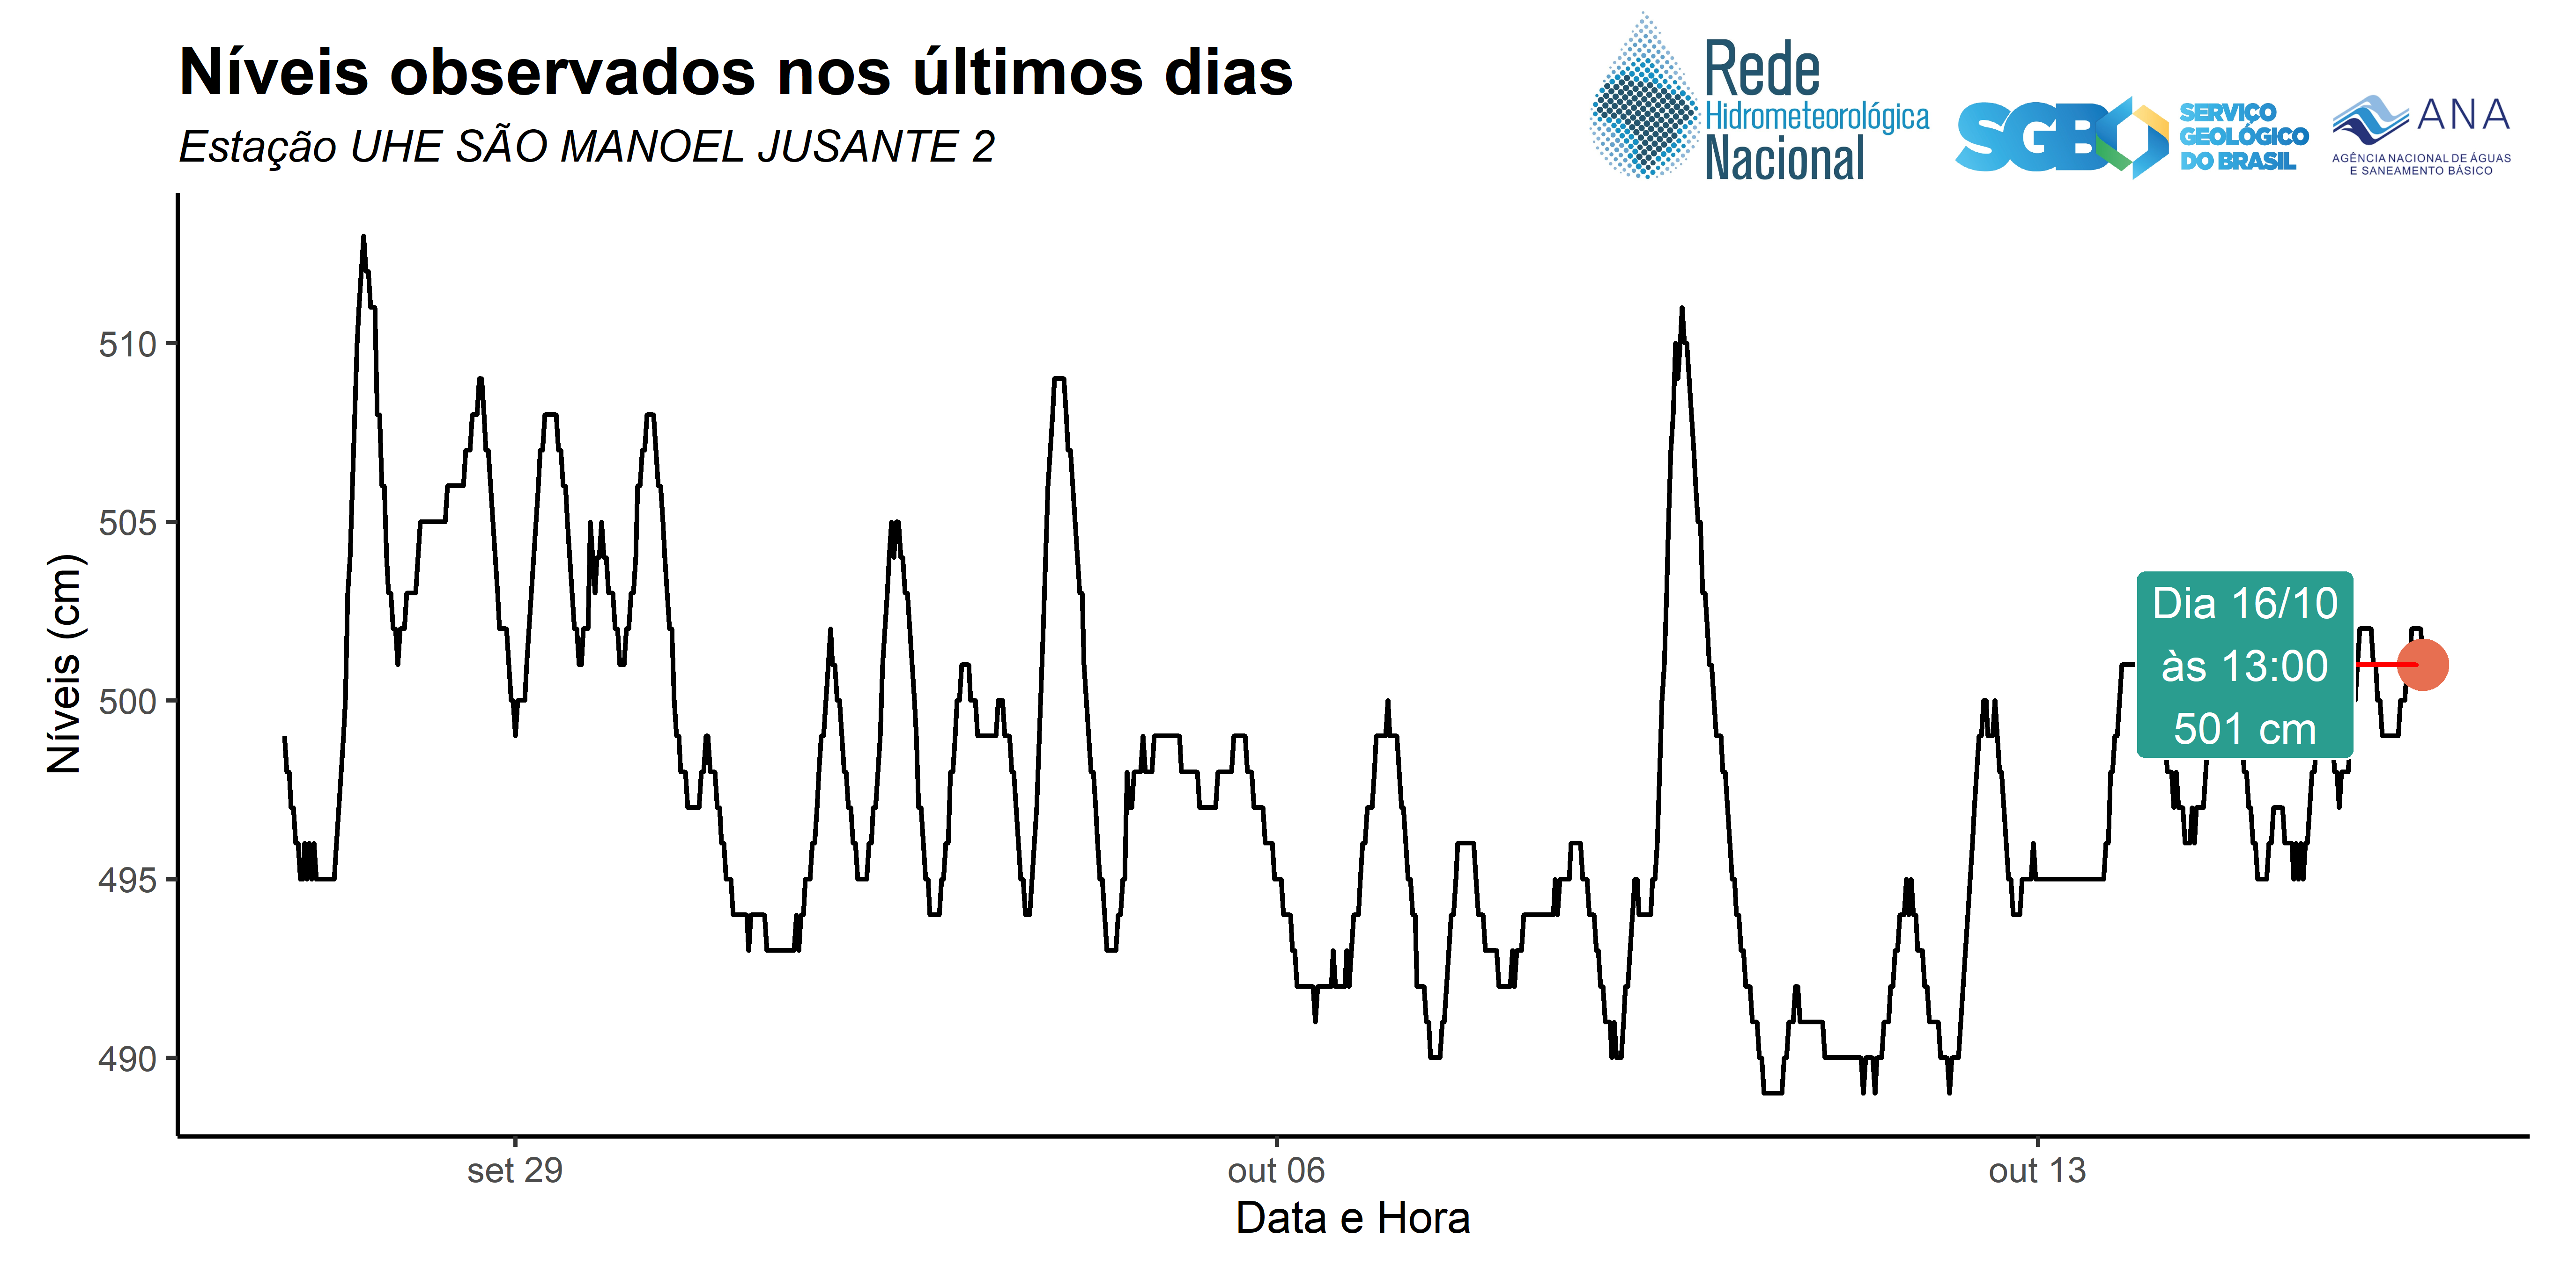 Níveis observados nos últimos dias
Estação UHE SÃO MANOEL JUSANTE 2
Rede
Hidrometeorológica
Nacional
SGB
SERVIÇO
GEOLÓGICO
DO BRASIL
ANA
AGÊNCIA NACIONAL DE ÁGUAS
E SANEAMENTO BÁSICO
Níveis (cm)
510
505
500
495
490
Dia 16/10
às 13:00
501 cm
set 29
out 06
out 13
Data e Hora